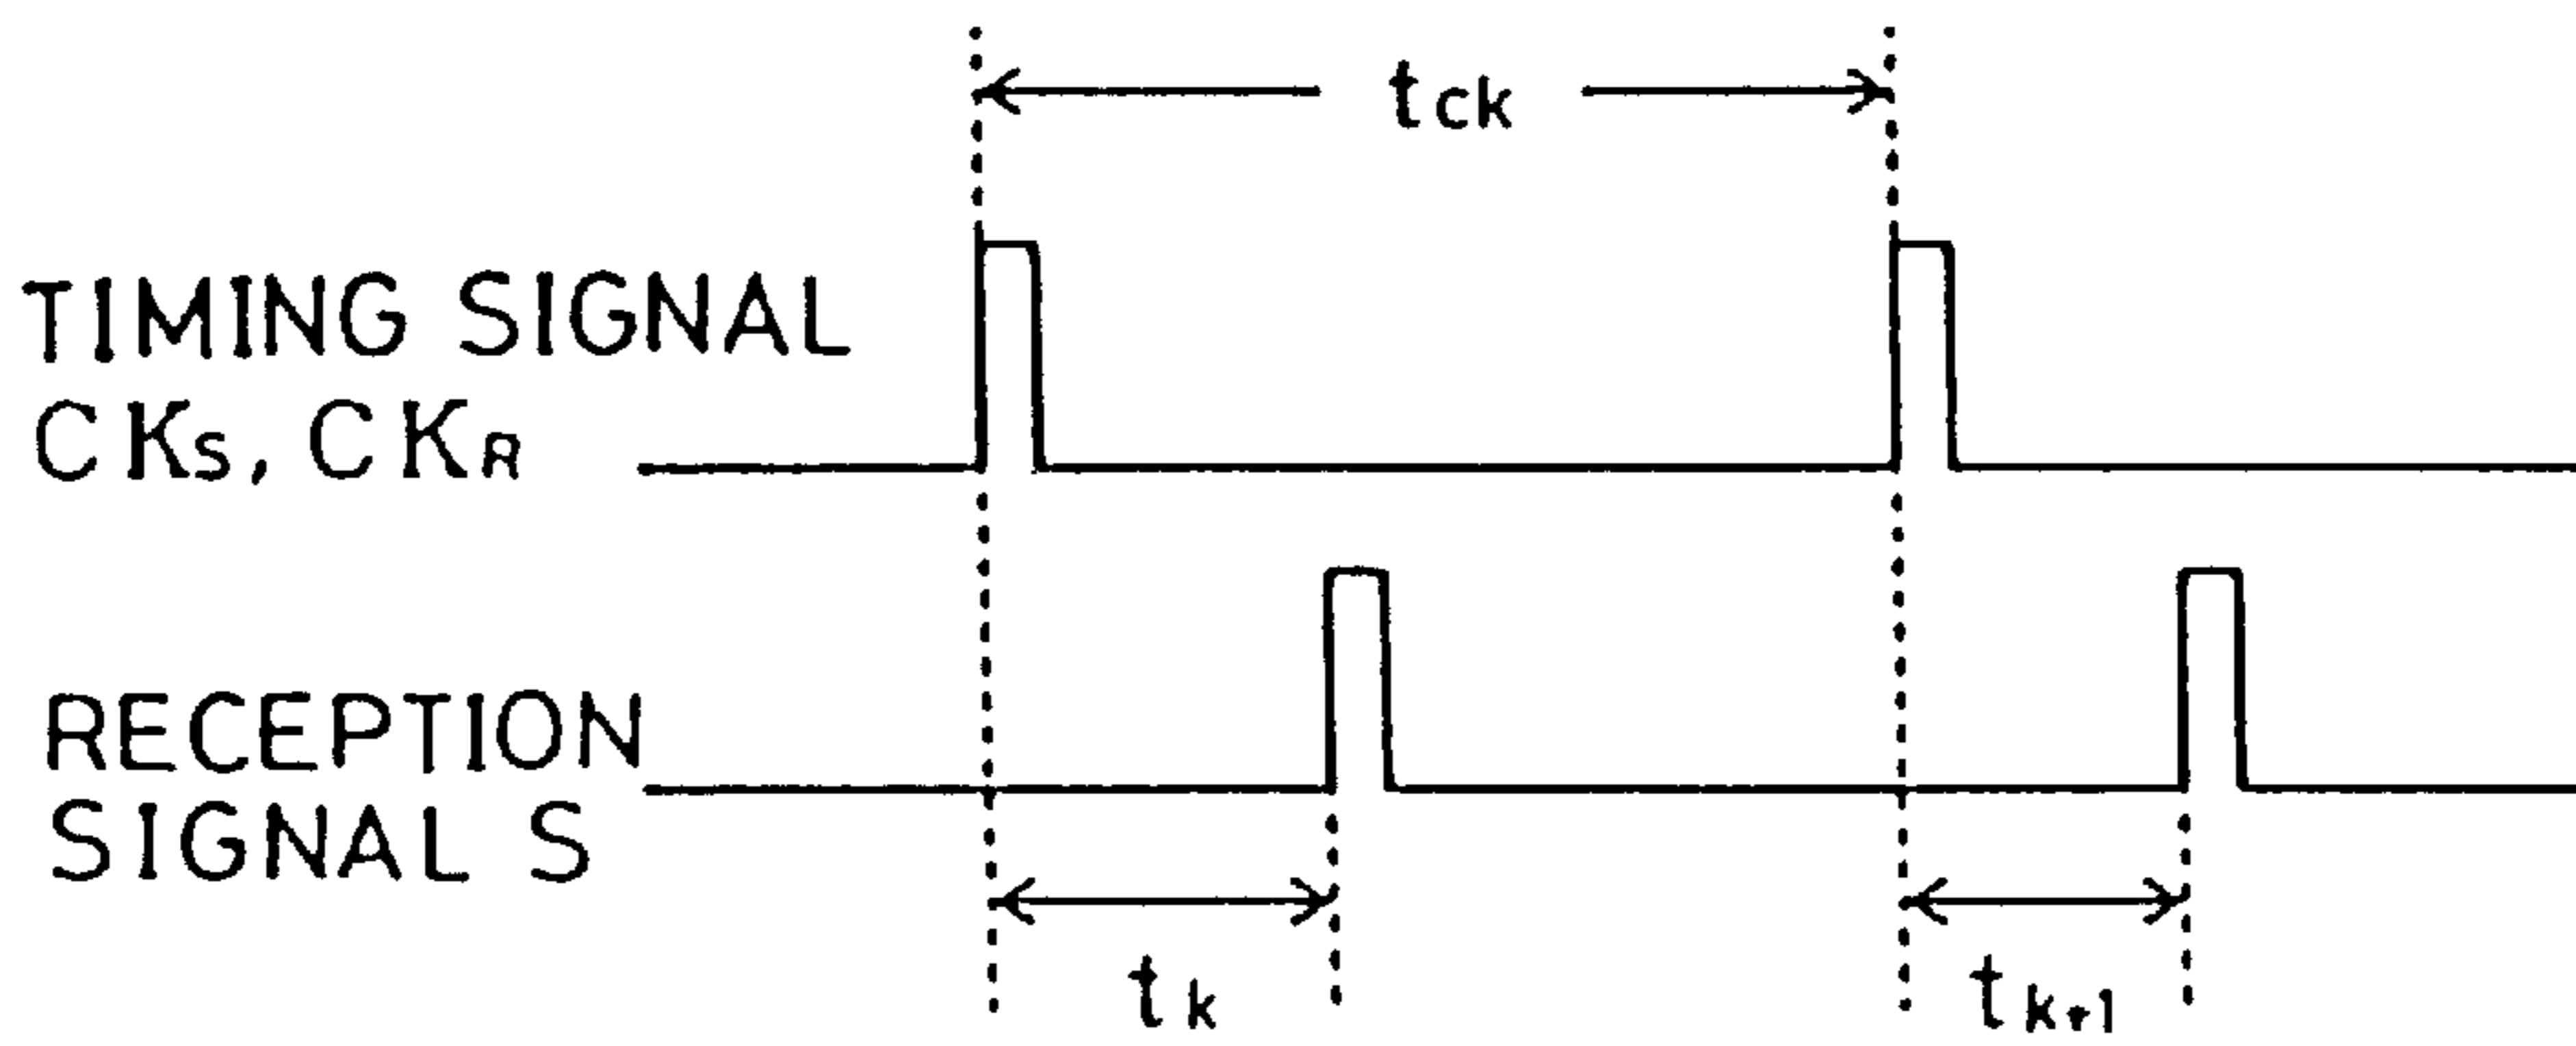 tck
TIMING SIGNAL
CKS, CKR
RECEPTION
SIGNAL S
tk
tk+1